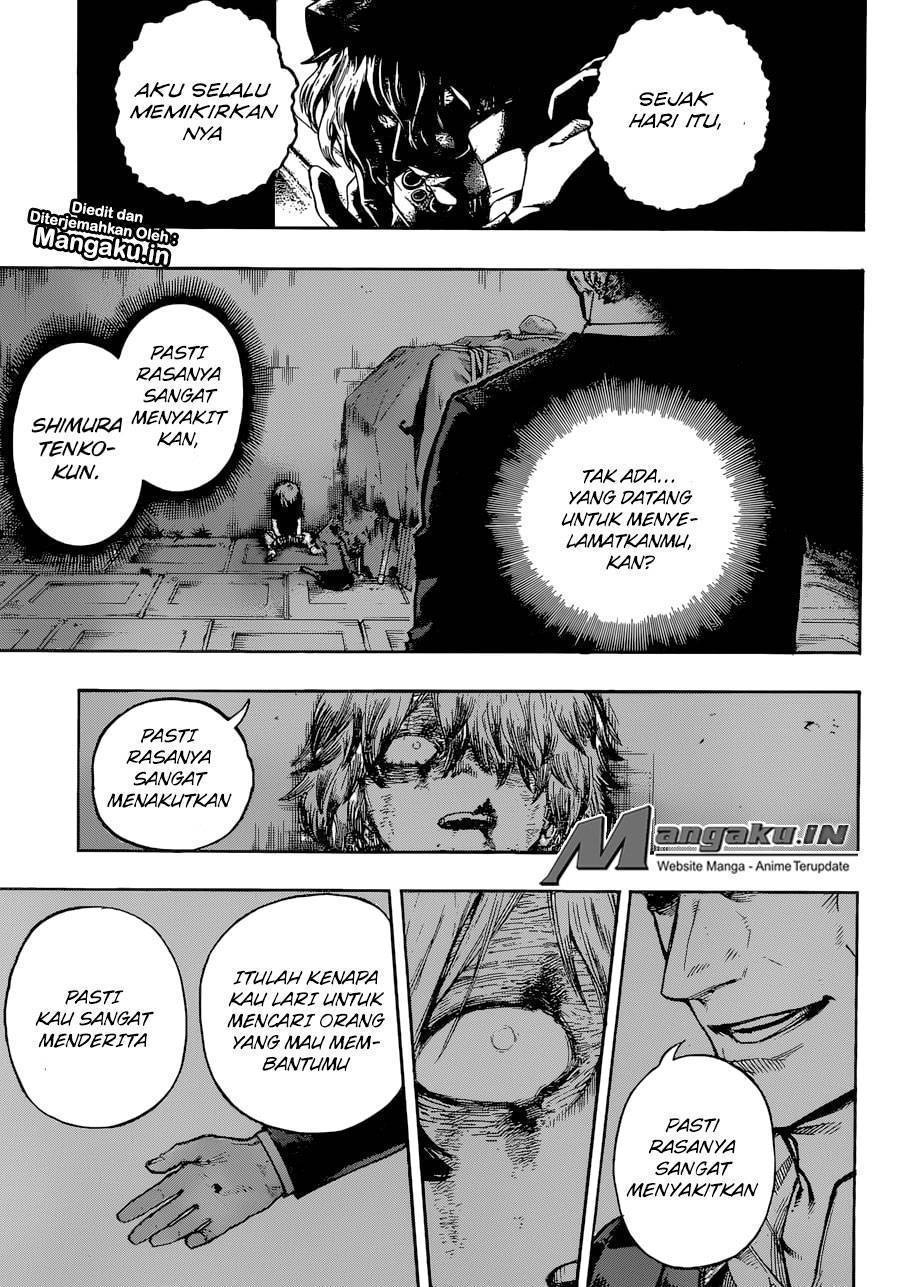 SEJAK
HARI ITU,
AKU SELALU
MEMIKIRKAN
NYA
Diedit dan
Diterjemahkan Oleh :
Mangaku.in
TAK ADA...
YANG DATANG
UNTUK MENYE-
LAMATKANMU,
KAN?
PASTI
RASANYA
SANGAT
MENYAKIT
KAN,
SHIMURA
TENKO-
KUN.
PASTI
RASANYA
SANGAT
MENAKUTKAN
Mangaku.IN
Website Manga - Anime Terupdate
PASTI
RASANYA
SANGAT
MENYAKITKAN
ITULAH KENAPA
KAU LARI UNTUK
MENCARI ORANG
YANG MAU MEM-
BANTUMU
PASTI
KAU SANGAT
MENDERITA